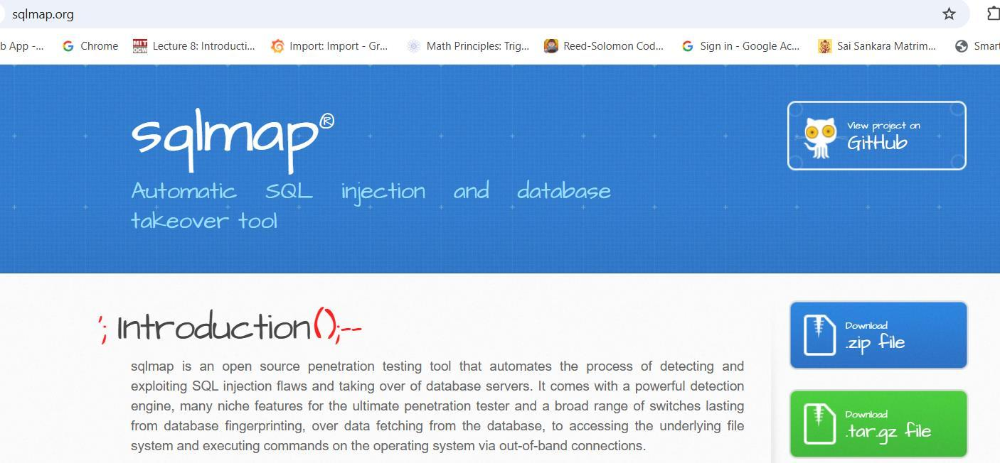 sqlmap.org
b App -...
Chrome
Lecture 8: Introducti...
Import: Import - Gr...
Math Principles: Trig...
Reed-Solomon Cod...
Sign in - Google Ac...
Sai Sankara Matrim...
Smart
sqlmap®
View project on
GitHub
Automatic SQL injection and database
takeover tool
'; Introduction();--
sqlmap is an open source penetration testing tool that automates the process of detecting and
exploiting SQL injection flaws and taking over of database servers. It comes with a powerful detection
engine, many niche features for the ultimate penetration tester and a broad range of switches lasting
from database fingerprinting, over data fetching from the database, to accessing the underlying file
system and executing commands on the operating system via out-of-band connections.
Download
.zip file
Download
.tar.gz file